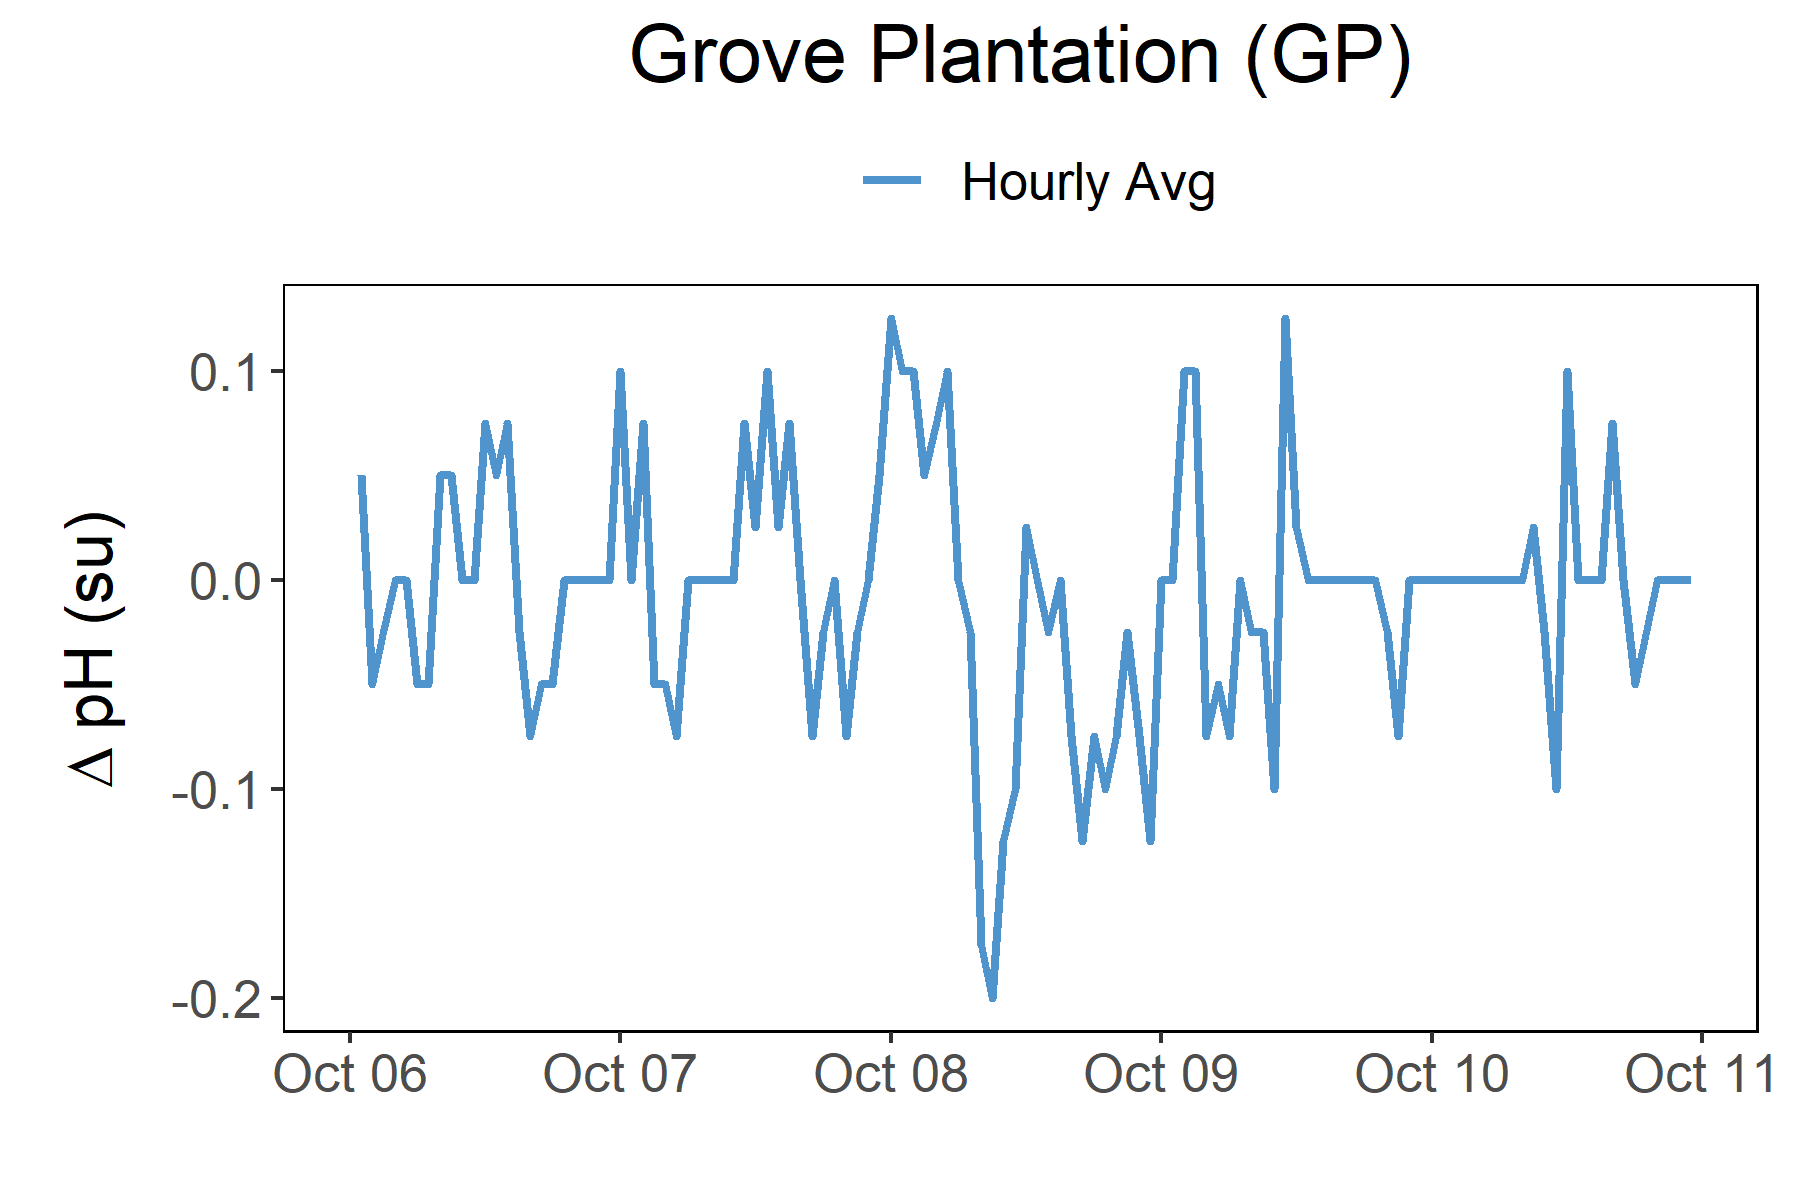 Grove Plantation (GP)
Hourly Avg
Δ pH (su)
0.1
0.0
-0.1
-0.2
Oct 06
Oct 07
Oct 08
Oct 09
Oct 10
Oct 11